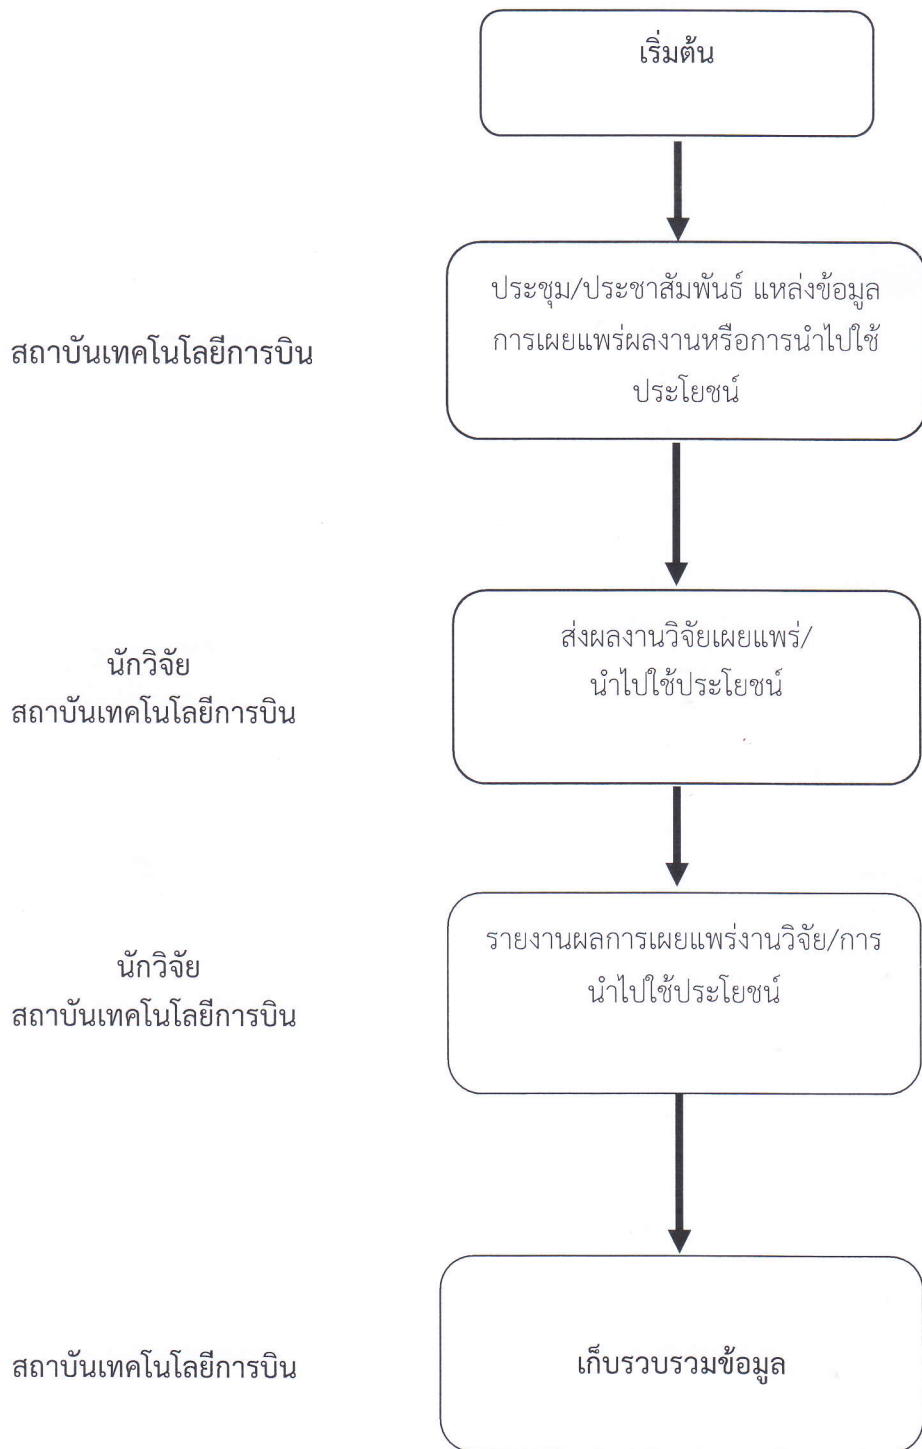 เริ่มต้น
สถาบันเทคโนโลยีการบิน
ประชุม/ประชาสัมพันธ์ แหล่งข้อมูล
การเผยแพร่ผลงานหรือการนำไปใช้
ประโยชน์
นักวิจัย
สถาบันเทคโนโลยีการบิน
ส่งผลงานวิจัยเผยแพร่/
นำไปใช้ประโยชน์
นักวิจัย
สถาบันเทคโนโลยีการบิน
รายงานผลการเผยแพร่งานวิจัย/การ
นำไปใช้ประโยชน์
สถาบันเทคโนโลยีการบิน
เก็บรวบรวมข้อมูล